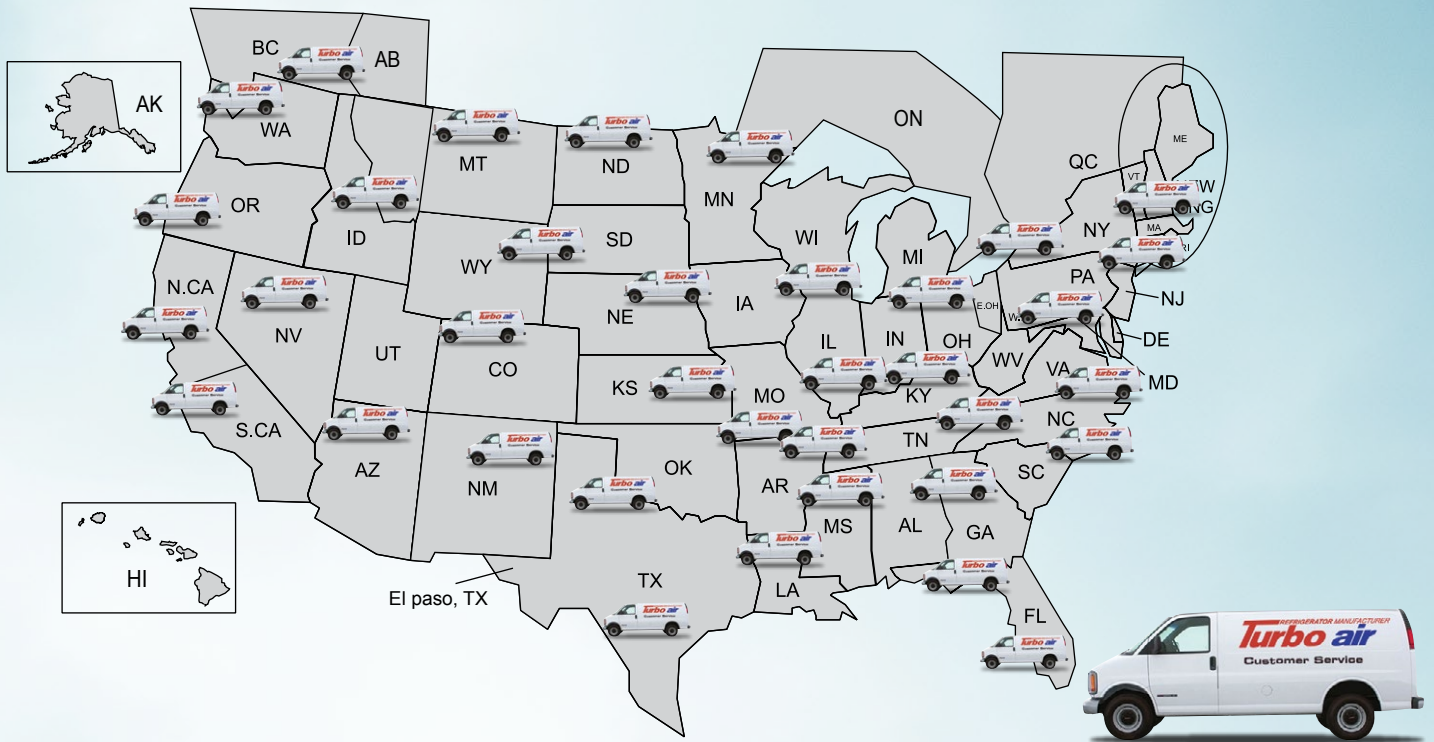 BC
AB
AK
WA
MT
ND
MN
ON
QC
ME
VT
NEW
ENG
OR
ID
WY
SD
WI
MI
NY
MA
RI
N.CA
NV
UT
CO
NE
IA
IL
IN
OH
E.OH
PA
NJ
DE
MD
WV
VA
KS
MO
KY
S.CA
AZ
NM
OK
AR
TN
NC
SC
MS
AL
GA
HI
El paso, TX
TX
LA
FL
REFRIGERATOR MANUFACTURER
Turbo air
Customer Service